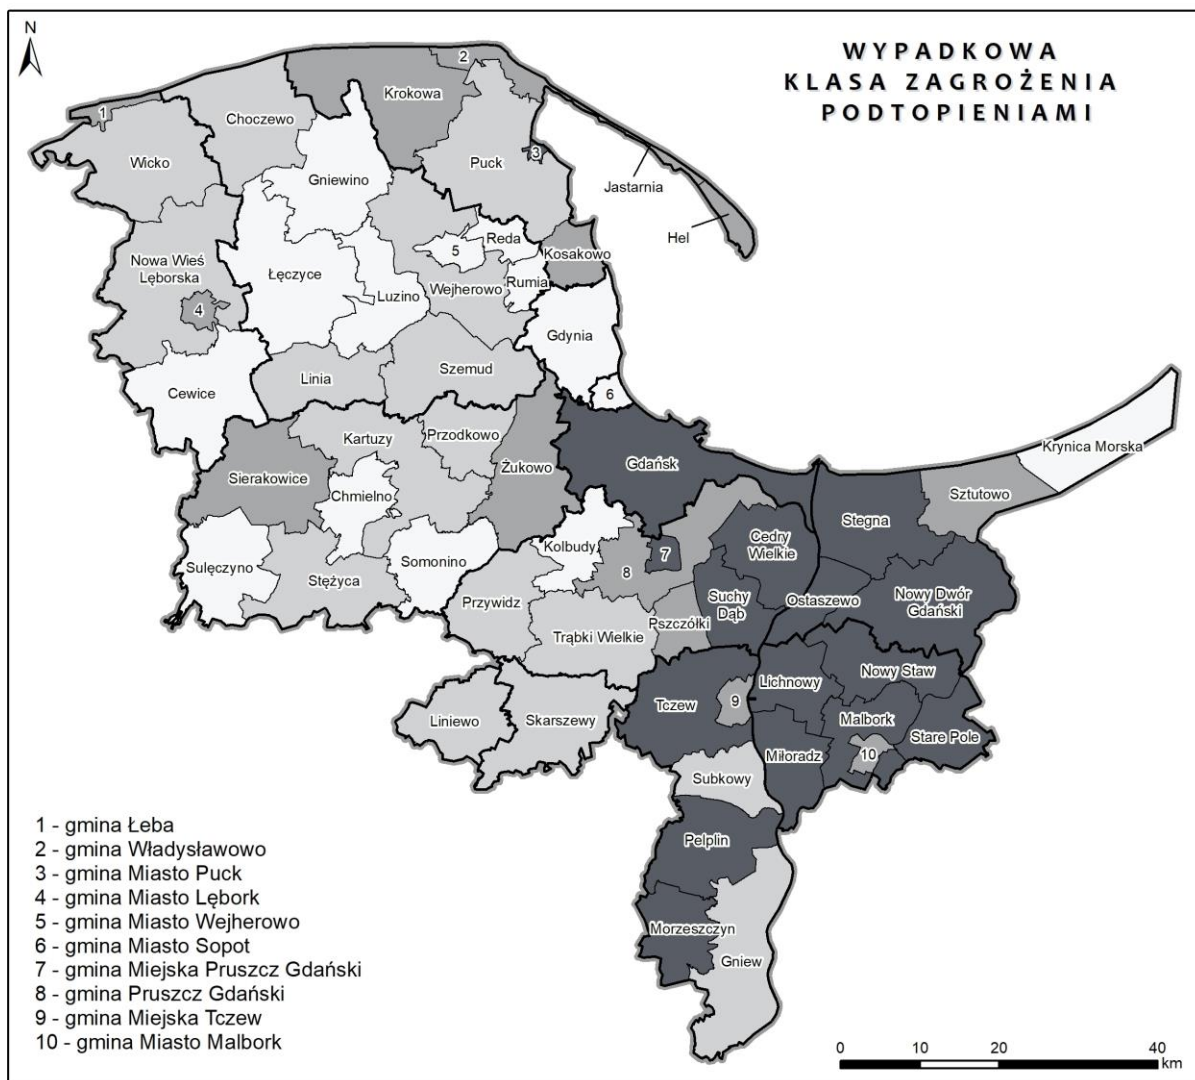 N
WYPADKOWA
KLASA ZAGROŻENIA
PODTOPIENIAMI
2
1
Krokowa
Choczewo
Wicko
Puck
3
Gniewino
Jastarnia
Hel
Reda
5
Kosakowo
Nowa Wieś
Lęborska
Łęczyce
Rumia
Wejherowo
Luzino
4
Gdynia
Szemud
Linia
Cewice
6
Kartuzy
Przodkowo
Krynica Morska
Gdańsk
Żukowo
Sierakowice
Chmielno
Sztutowo
Stegna
Cedry
Wielkie
Kolbudy
7
Somonino
Sulęczyno
8
Stężyca
Suchy
Dąb
Nowy Dwór
Gdański
Ostaszewo
Przywidz
Pszczółki
Trąbki Wielkie
Nowy Staw
Lichnowy
Tczew
9
Liniewo
Skarszewy
Malbork
Stare Pole
Miłoradz
10
Subkowy
Pelplin
Morzeszczyn
Gniew
1 - gmina Łeba
2 - gmina Władysławowo
3 - gmina Miasto Puck
4 - gmina Miasto Lębork
5 - gmina Miasto Wejherowo
6 - gmina Miasto Sopot
7 - gmina Miejska Pruszcz Gdański
8 - gmina Pruszcz Gdański
9 - gmina Miejska Tczew
10 - gmina Miasto Malbork
0 10 20 40
km